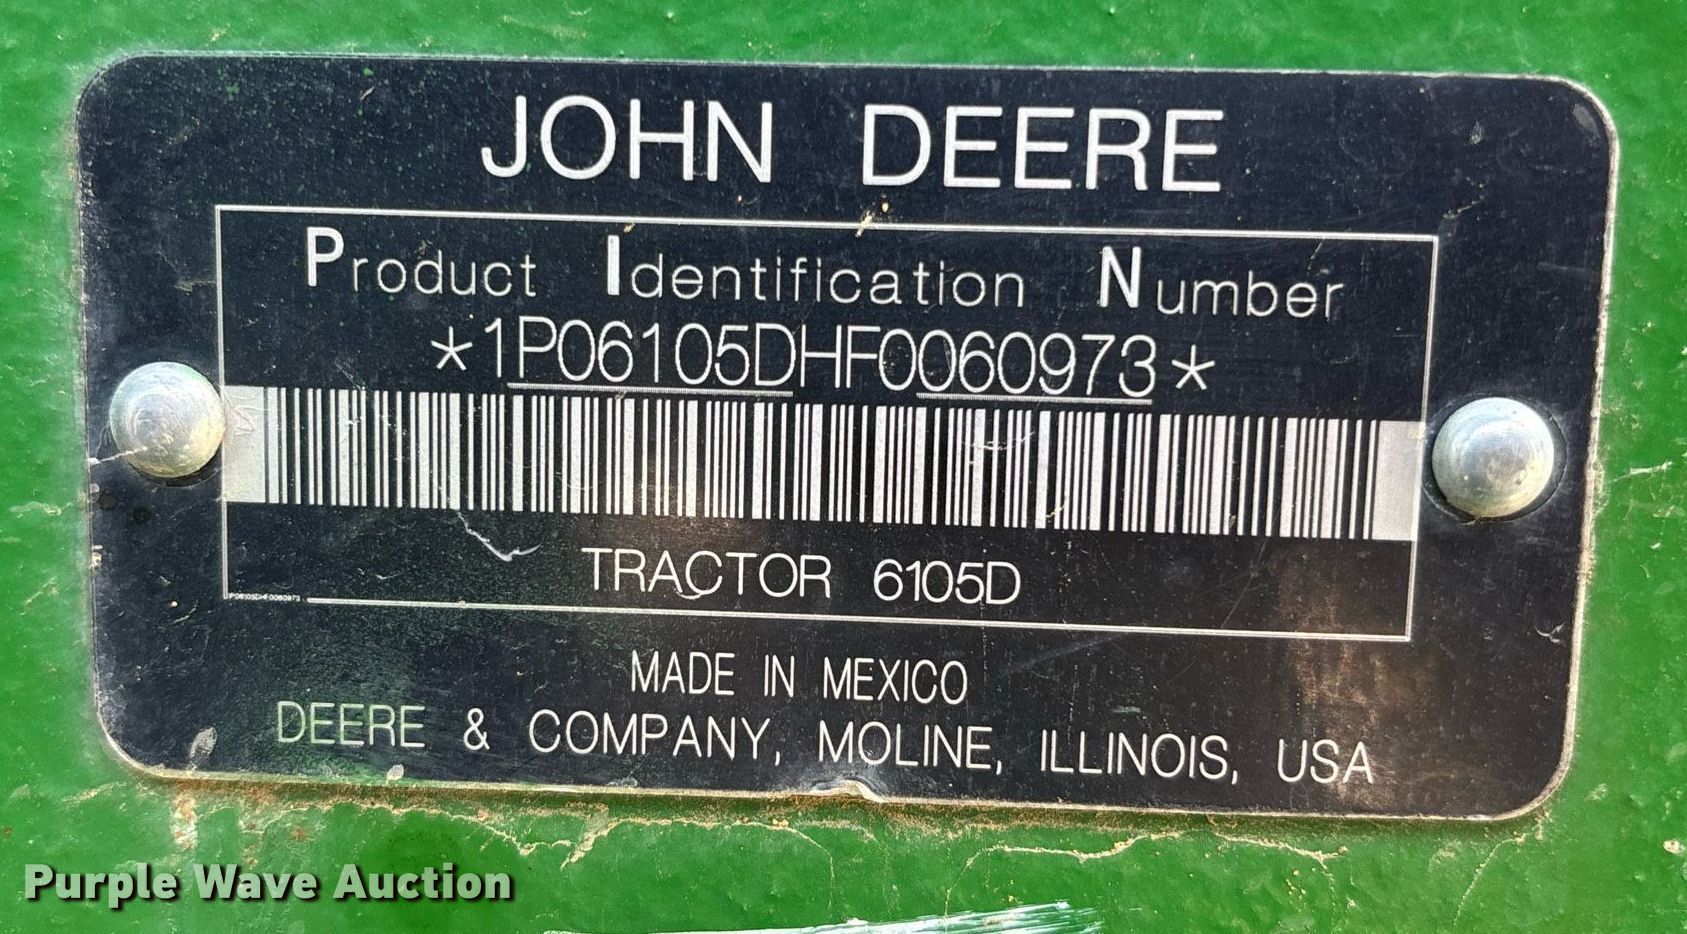 JOHN DEERE
Product Identification Number
*1P06105DHF0060973*
TRACTOR 6105D
1P06105DHF0060973
MADE IN MEXICO
DEERE & COMPANY, MOLINE, ILLINOIS, USA
Purple Wave Auction